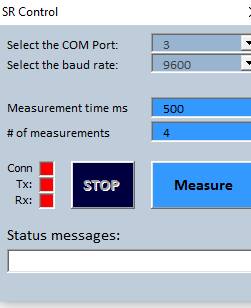 SR Control
Select the COM Port: 3
Select the baud rate: 9600
Measurement time ms 500
# of measurements 4
Conn
Tx:
Rx:
STOP
Measure
Status messages: